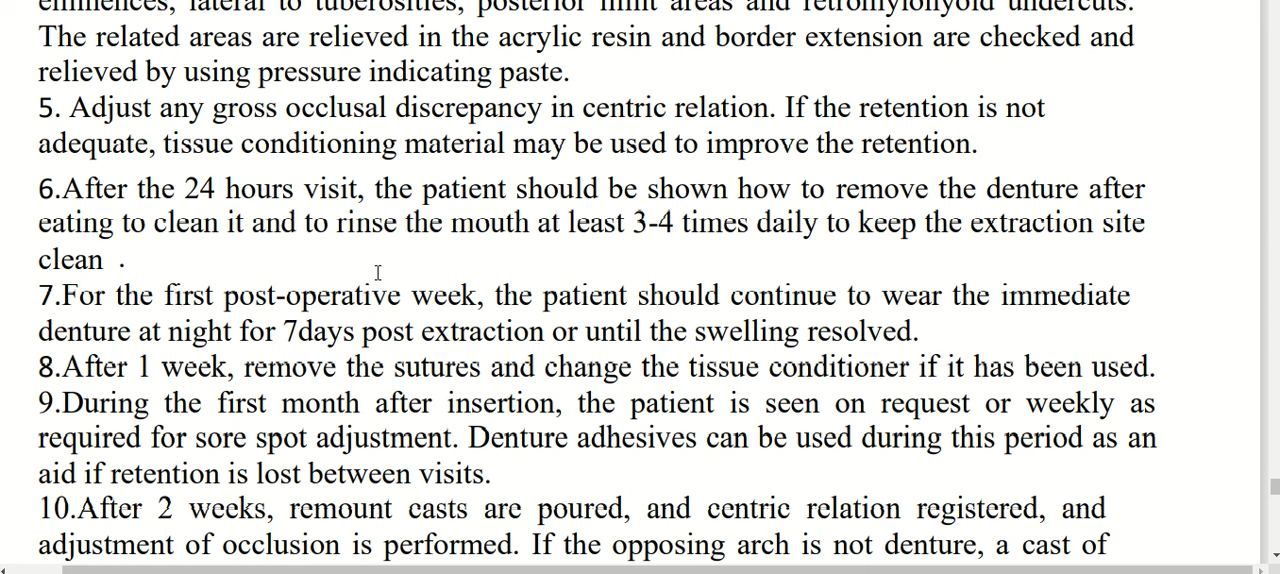 eminences, lateral to tuberosities, posterior limit areas and retromylohyoid undercuts.
The related areas are relieved in the acrylic resin and border extension are checked and
relieved by using pressure indicating paste.
5. Adjust any gross occlusal discrepancy in centric relation. If the retention is not
adequate, tissue conditioning material may be used to improve the retention.
6.After the 24 hours visit, the patient should be shown how to remove the denture after
eating to clean it and to rinse the mouth at least 3-4 times daily to keep the extraction site
clean .
7.For the first post-operative week, the patient should continue to wear the immediate
denture at night for 7days post extraction or until the swelling resolved.
8.After 1 week, remove the sutures and change the tissue conditioner if it has been used.
9.During the first month after insertion, the patient is seen on request or weekly as
required for sore spot adjustment. Denture adhesives can be used during this period as an
aid if retention is lost between visits.
10.After 2 weeks, remount casts are poured, and centric relation registered, and
adjustment of occlusion is performed. If the opposing arch is not denture, a cast of